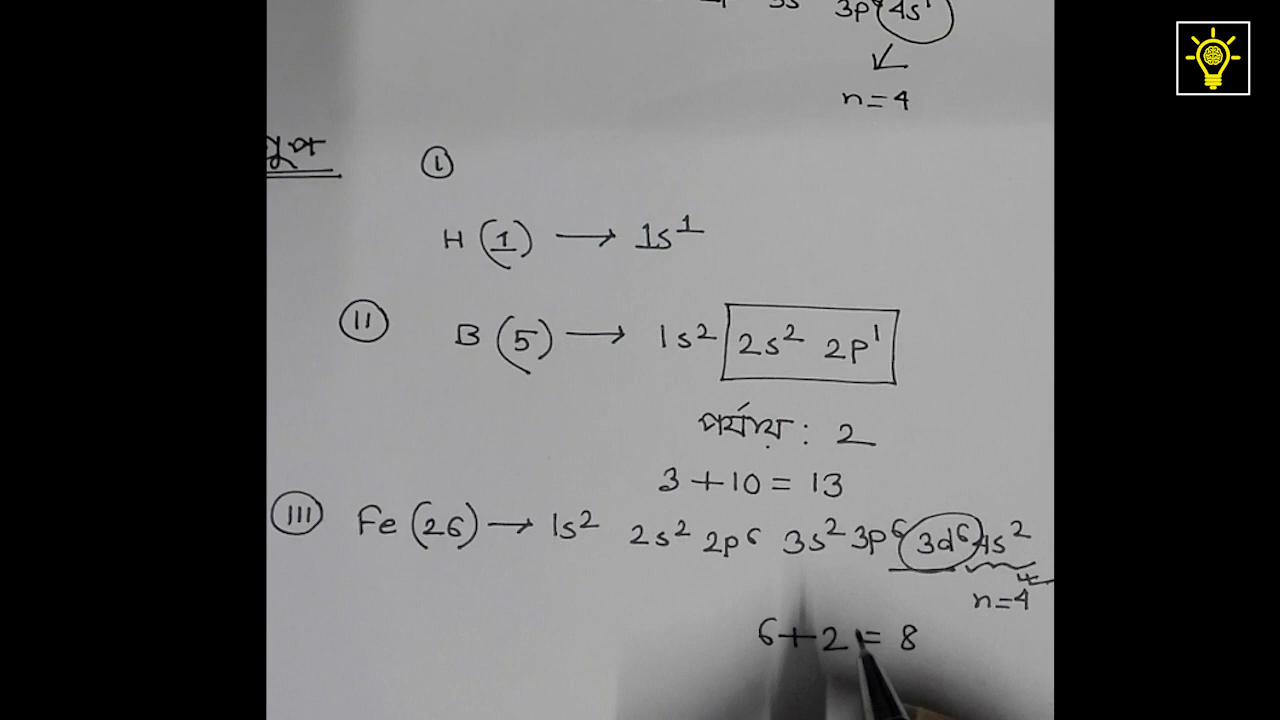 3p⁶ 4s¹
n=4
গ্রুপ
(i)
H (1) → 1s¹
(II) B (5) → 1s² 2s² 2p¹
পর্যায় : 2
3 + 10 = 13
(III) Fe (26) → 1s² 2s² 2p⁶ 3s² 3p⁶ 3d⁶ 4s²
n=4
6 + 2 = 8